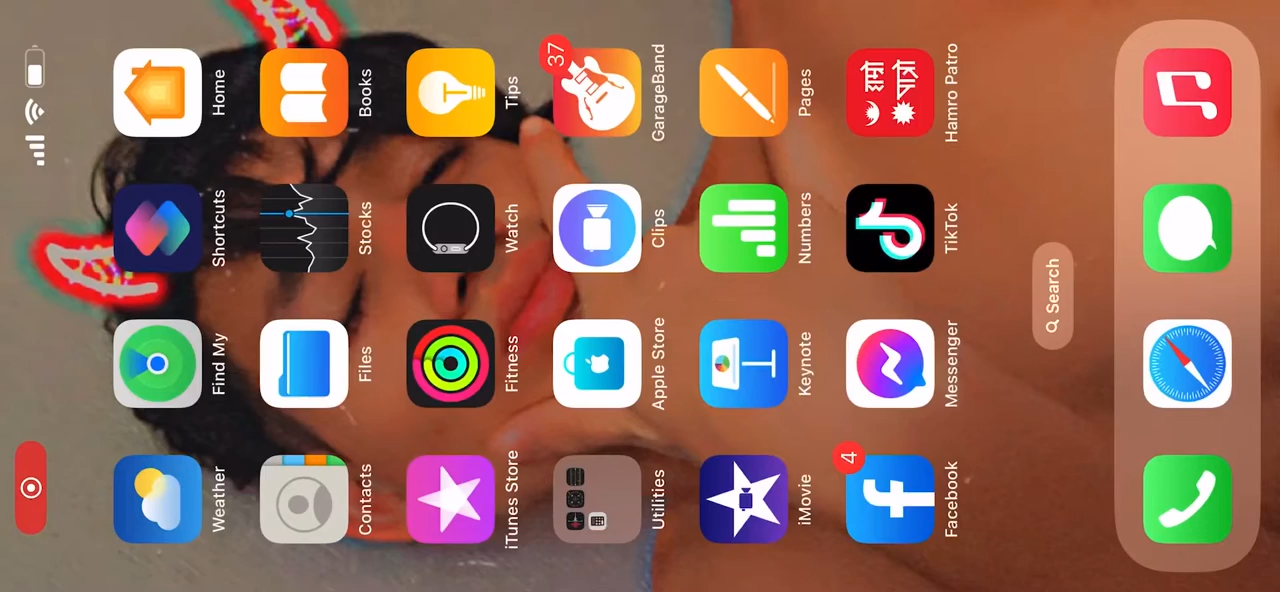 Weather
Find My
Shortcuts
Home
Contacts
Files
Stocks
Books
iTunes Store
Fitness
Watch
Tips
Utilities
Apple Store
Clips
37
GarageBand
iMovie
Keynote
Numbers
Pages
4
f
Facebook
Messenger
TikTok
हाम्रो
पात्रो
Hamro Patro
Search